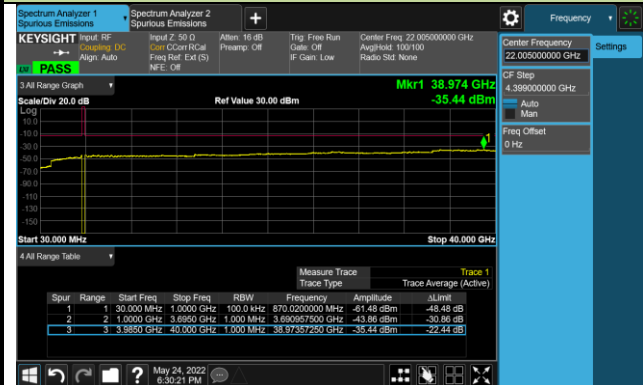 Spectrum Analyzer 1
Spurious Emissions
Spectrum Analyzer 2
Spurious Emissions
+
Frequency
KEYSIGHT
Input: RF
Coupling: DC
Align: Auto
Input Z: 50 Ω
Corr CCorr RCal
Freq Ref: Ext (S)
NFE: Off
Atten: 16 dB
Preamp: Off
Trig: Free Run
Gate: Off
IF Gain: Low
Center Freq: 22.005000000 GHz
Avg|Hold: 100/100
Radio Std: None
PASS
Center Frequency
22.005000000 GHz
Settings
CF Step
4.399000000 GHz
Auto
Man
Freq Offset
0 Hz
3 All Range Graph
Mkr1 38.974 GHz
Scale/Div 20.0 dB
Ref Value 30.00 dBm
-35.44 dBm
Log
10.0
-10.0
-30.0
-50.0
-70.0
-90.0
-110
-130
-150
1
Start 30.000 MHz
Stop 40.000 GHz
4 All Range Table
Measure Trace Trace 1
Trace Type Trace Average (Active)
Spur Range Start Freq Stop Freq RBW Frequency Amplitude ΔLimit
1 1 30.000 MHz 1.0000 GHz 100.0 kHz 870.0200000 MHz -61.48 dBm -48.48 dB
2 2 1.0000 GHz 3.6950 GHz 1.000 MHz 3.690957500 GHz -43.86 dBm -30.86 dB
3 3 3.9850 GHz 40.000 GHz 1.000 MHz 38.97357250 GHz -35.44 dBm -22.44 dB
?
May 24, 2022
6:30:21 PM